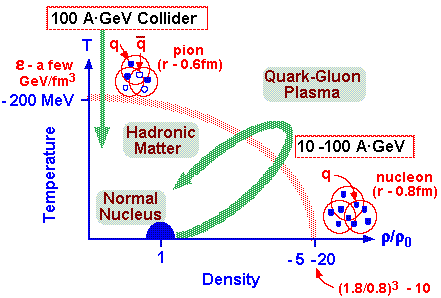 100 A·GeV Collider
T
q
q̅
pion
(r - 0.6fm)
ε - a few
GeV/fm³
- 200 MeV
Quark-Gluon
Plasma
Hadronic
Matter
10 -100 A·GeV
Temperature
q
nucleon
(r - 0.8fm)
Normal
Nucleus
ρ/ρ₀
1
- 5 -20
Density
(1.8/0.8)³ - 10